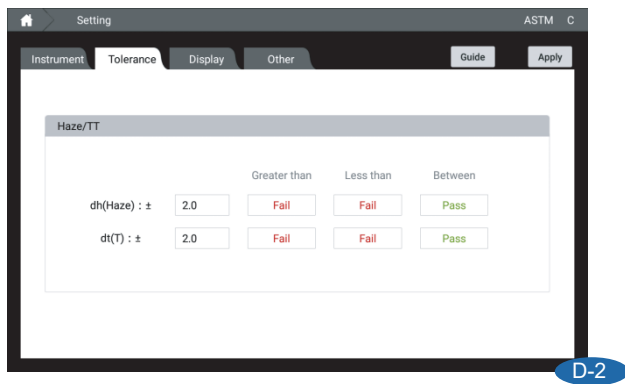 Setting ASTM C
Instrument Tolerance Display Other Guide Apply
Haze/TT
Greater than Less than Between
dh(Haze) : ± 2.0 Fail Fail Pass
dt(T) : ± 2.0 Fail Fail Pass
D-2